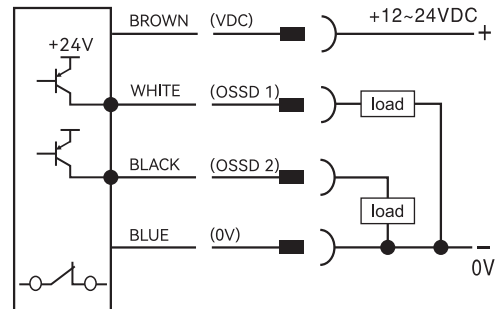 BROWN (VDC) +12~24VDC +
+24V
WHITE (OSSD 1) load
BLACK (OSSD 2)
load
BLUE (0V) −
0V